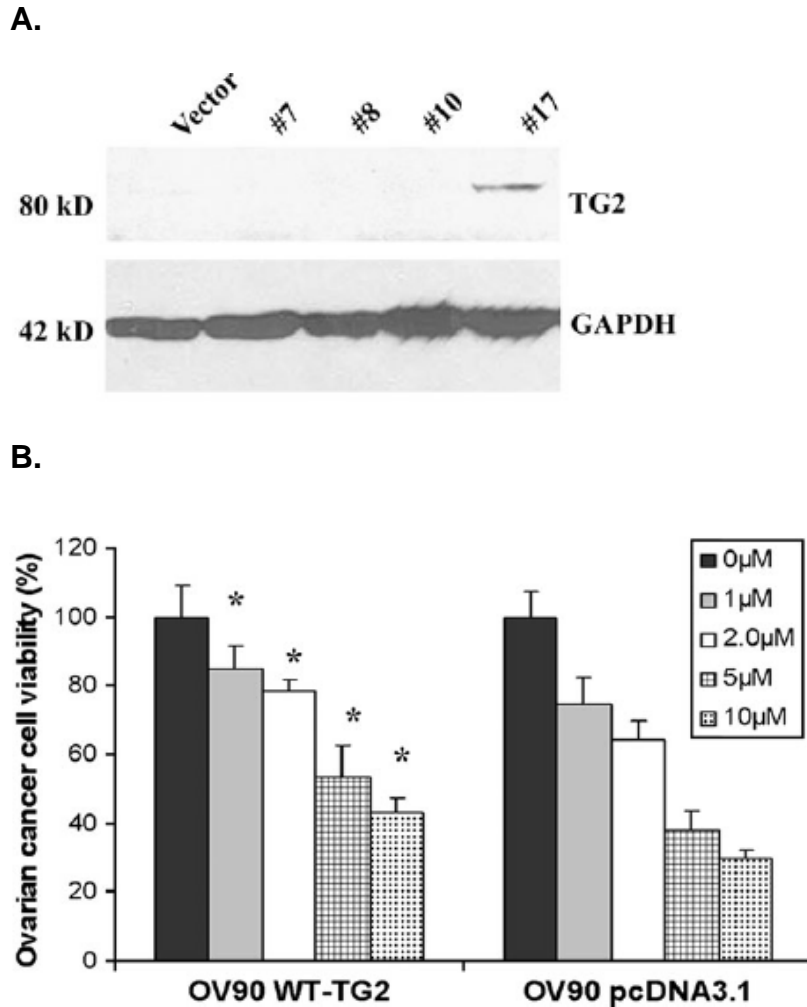 A.
Vector #7 #8 #10 #17
80 kD TG2
42 kD GAPDH
B.
Ovarian cancer cell viability (%)
120
100
80
60
40
20
0
* * * *
0µM
1µM
2.0µM
5µM
10µM
OV90 WT-TG2 OV90 pcDNA3.1